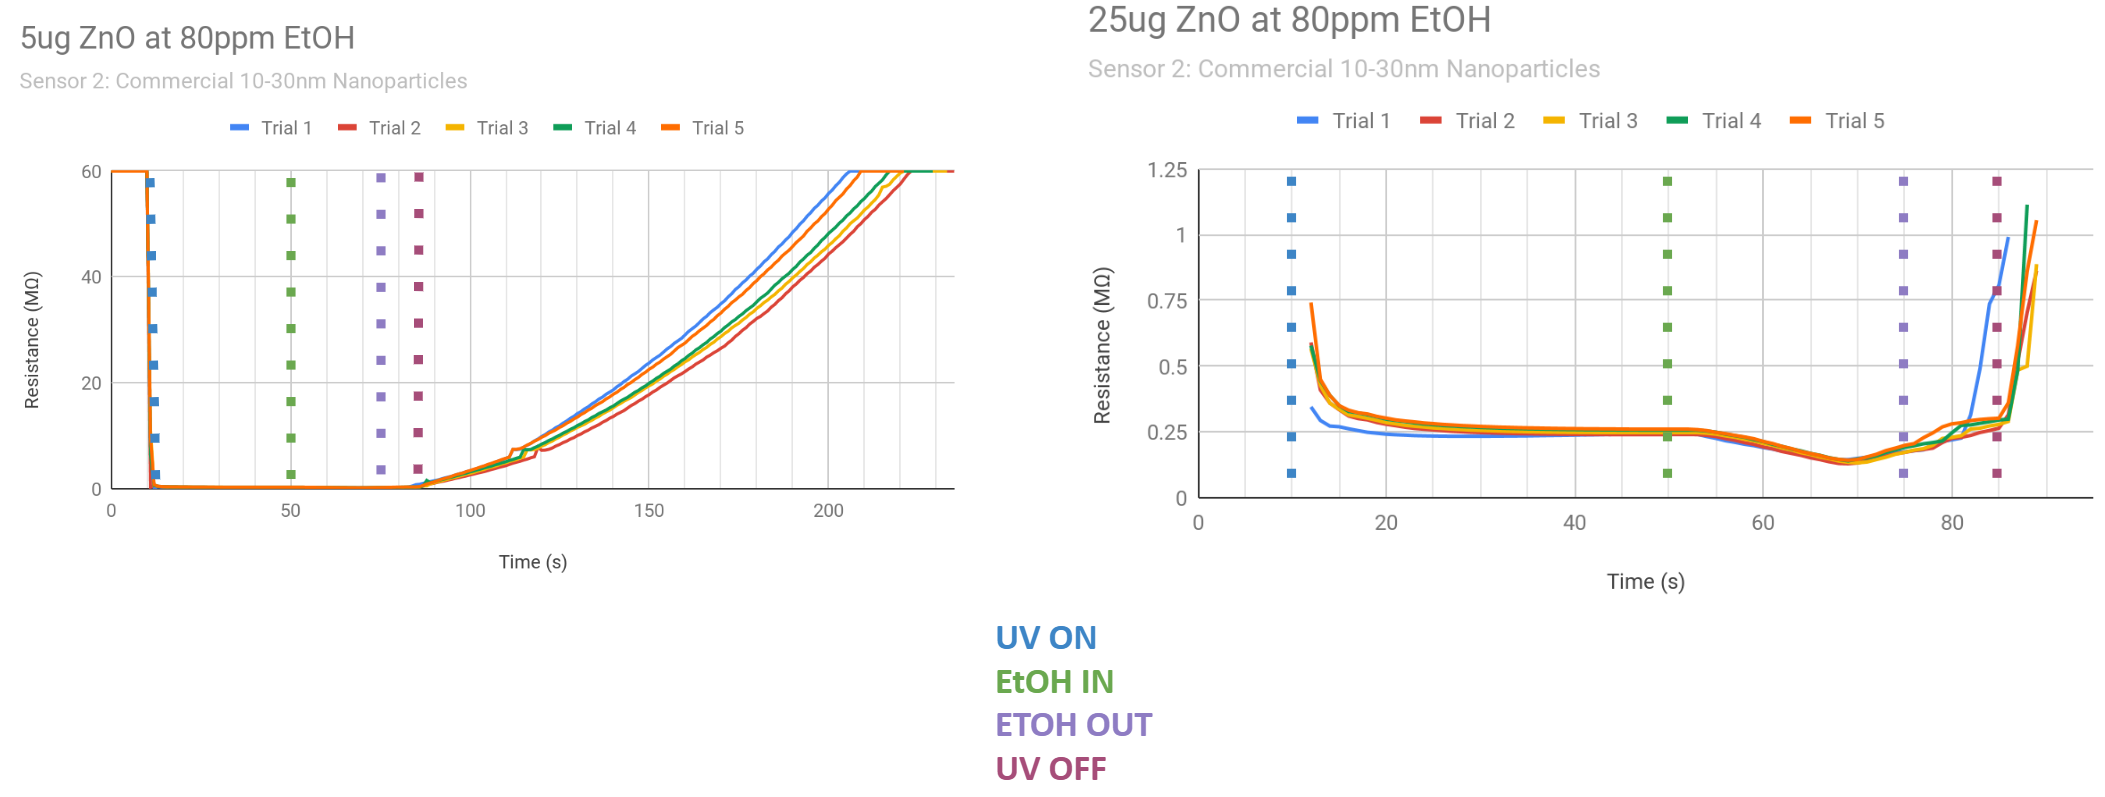 5ug ZnO at 80ppm EtOH
Sensor 2: Commercial 10-30nm Nanoparticles
Trial 1 Trial 2 Trial 3 Trial 4 Trial 5
Resistance (MΩ)
60
40
20
0
0 50 100 150 200
Time (s)
25ug ZnO at 80ppm EtOH
Sensor 2: Commercial 10-30nm Nanoparticles
Trial 1 Trial 2 Trial 3 Trial 4 Trial 5
Resistance (MΩ)
1.25
1
0.75
0.5
0.25
0
0 20 40 60 80
Time (s)
UV ON
EtOH IN
ETOH OUT
UV OFF